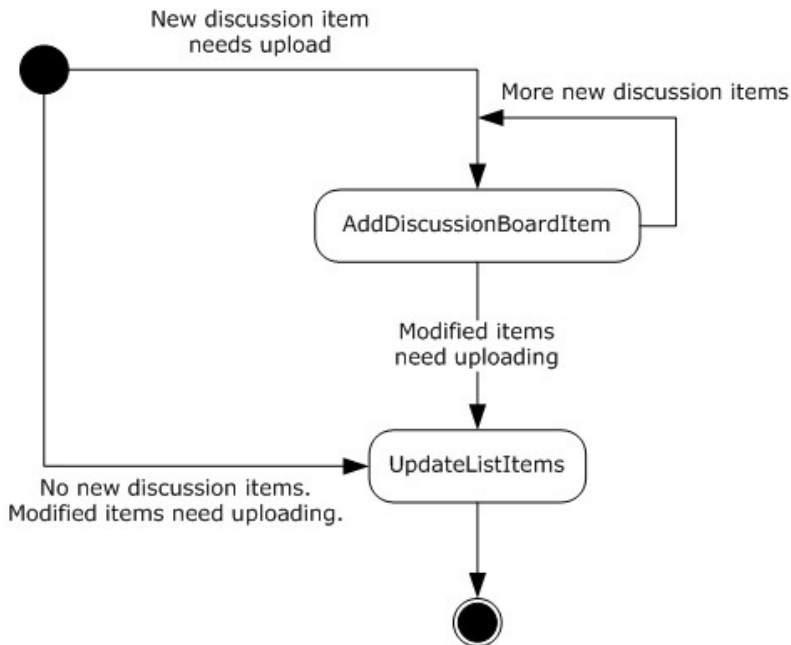 New discussion item
needs upload
More new discussion items
AddDiscussionBoardItem
Modified items
need uploading
UpdateListItems
No new discussion items.
Modified items need uploading.